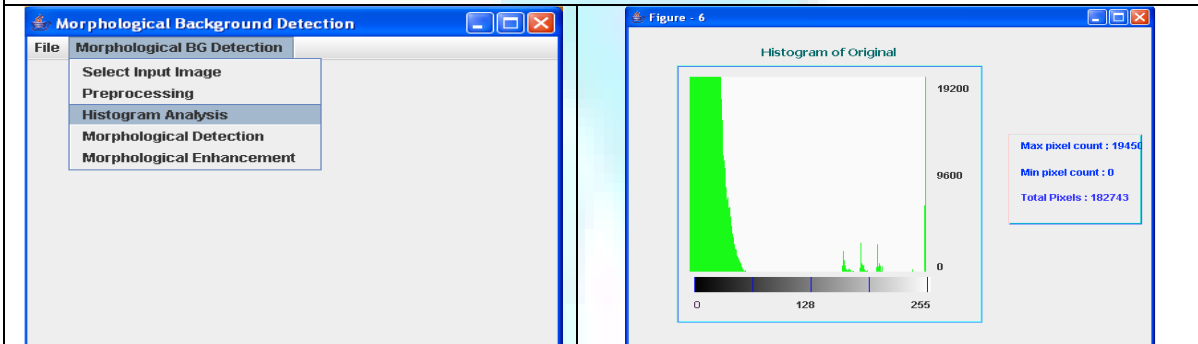 Morphological Background Detection
File Morphological BG Detection
Select Input Image
Preprocessing
Histogram Analysis
Morphological Detection
Morphological Enhancement
Figure - 6
Histogram of Original
19200
9600
0
0 128 255
Max pixel count : 19450
Min pixel count : 0
Total Pixels : 182743